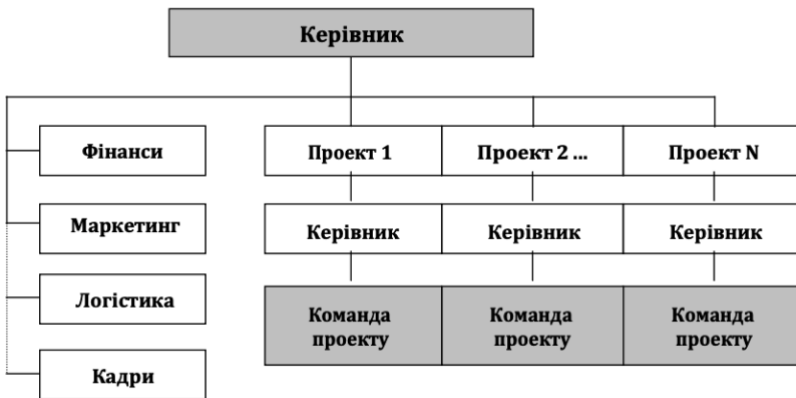 Керівник
Фінанси
Проект 1
Проект 2 ...
Проект N
Маркетинг
Керівник
Керівник
Керівник
Логістика
Команда
проекту
Команда
проекту
Команда
проекту
Кадри